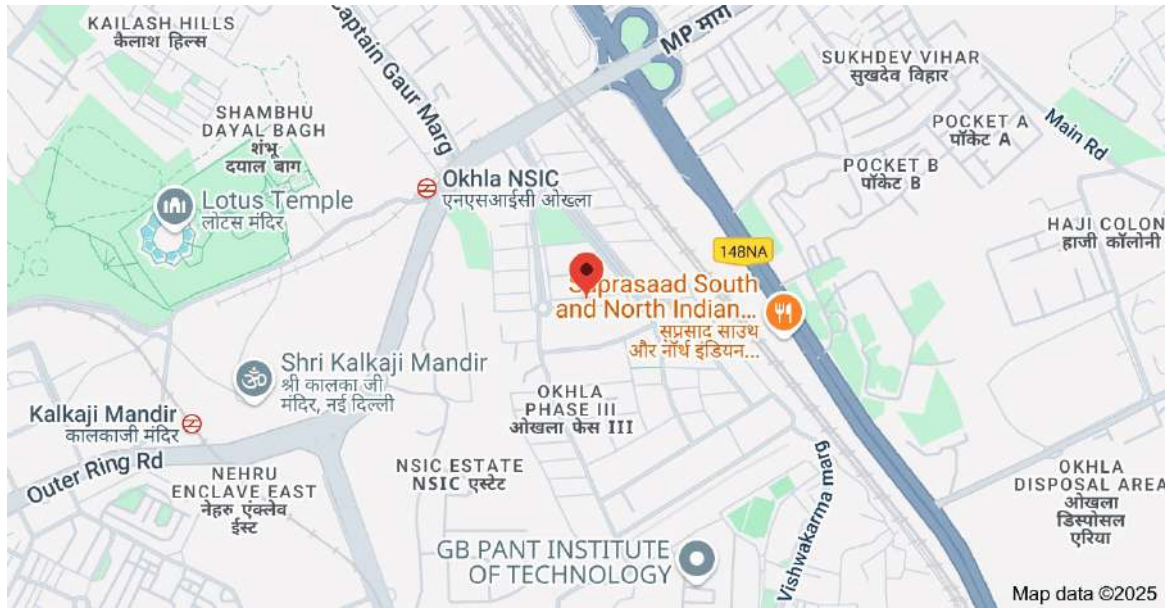 KAILASH HILLS
कैलाश हिल्स
Captain Gaur Marg
MP मार्ग
SUKHDEV VIHAR
सुखदेव विहार
SHAMBHU
DAYAL BAGH
शंभू
दयाल बाग
POCKET A
पॉकेट A
Main Rd
POCKET B
पॉकेट B
Okhla NSIC
एनएसआईसी ओखला
Lotus Temple
लोटस मंदिर
HAJI COLON
हाजी कॉलोनी
148NA
prasaad South
and North Indian...
सुप्रसाद साउथ
और नॉर्थ इंडियन...
Shri Kalkaji Mandir
श्री कालका जी
मंदिर, नई दिल्ली
Kalkaji Mandir
कालकाजी मंदिर
OKHLA
PHASE III
ओखला फेस III
Outer Ring Rd
NEHRU
ENCLAVE EAST
नेहरु एंक्लेव
ईस्ट
NSIC ESTATE
NSIC एस्टेट
Vishwakarma marg
OKHLA
DISPOSAL AREA
ओखला
डिस्पोसल
एरिया
GB PANT INSTITUTE
OF TECHNOLOGY
Map data ©2025